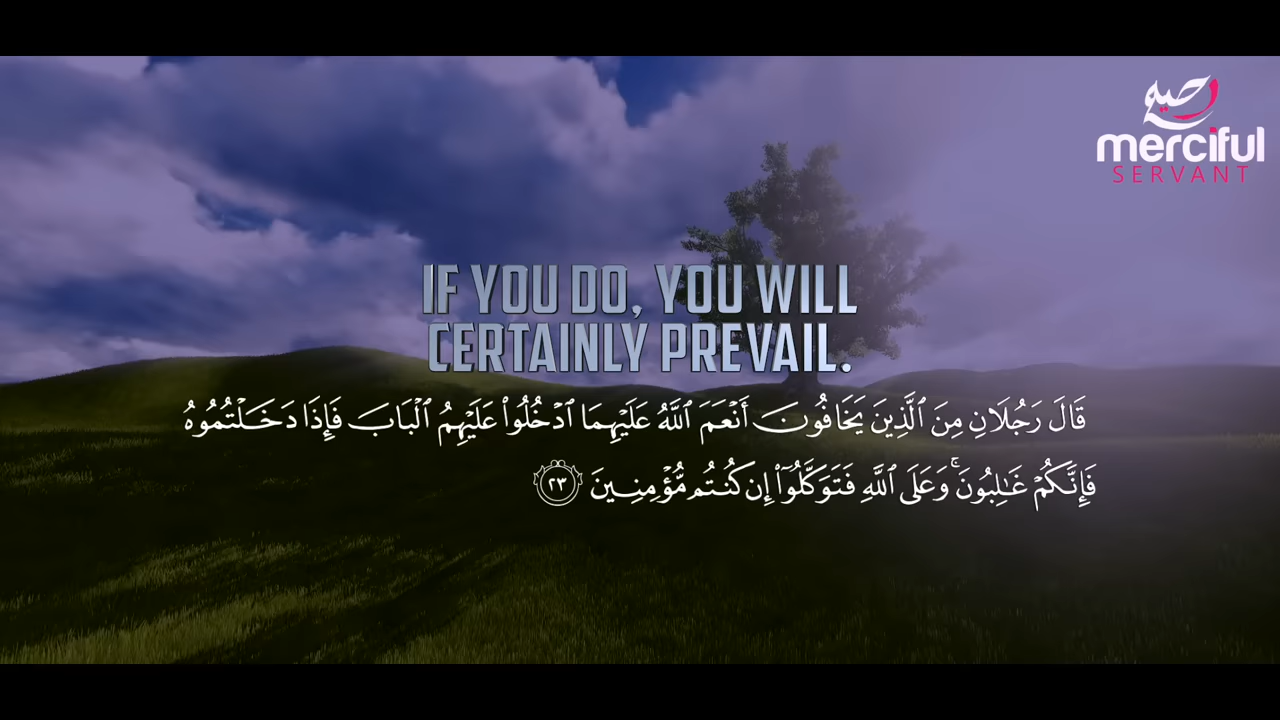 merciful
SERVANT
IF YOU DO, YOU WILL
CERTAINLY PREVAIL.
قَالَ رَجُلَانِ مِنَ ٱلَّذِينَ يَخَافُونَ أَنْعَمَ ٱللَّهُ عَلَيْهِمَا ٱدْخُلُوا۟ عَلَيْهِمُ ٱلْبَابَ فَإِذَا دَخَلْتُمُوهُ
فَإِنَّكُمْ غَـٰلِبُونَ ۚ وَعَلَى ٱللَّهِ فَتَوَكَّلُوٓا۟ إِن كُنتُم مُّؤْمِنِينَ ٢٣